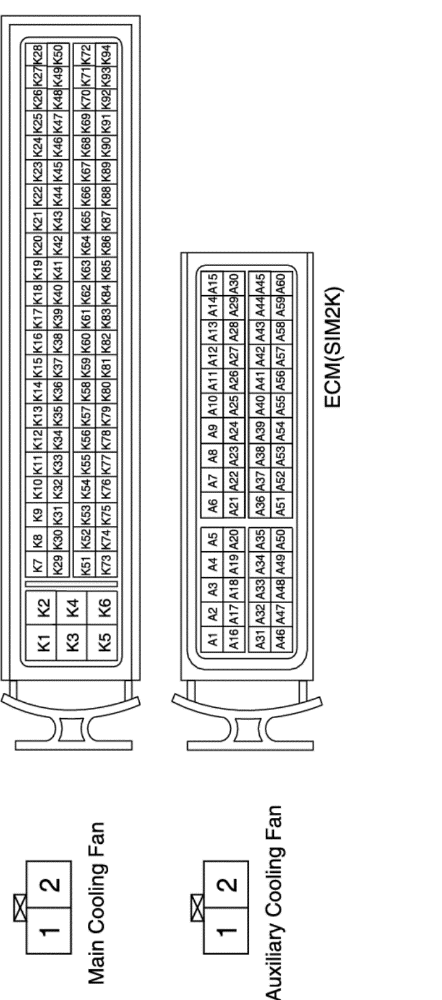 1 2
Main Cooling Fan
K1 K2
K3 K4
K5 K6
K7 K8 K9 K10 K11 K12 K13 K14 K15 K16 K17 K18 K19 K20 K21 K22 K23 K24 K25 K26 K27 K28
K29 K30 K31 K32 K33 K34 K35 K36 K37 K38 K39 K40 K41 K42 K43 K44 K45 K46 K47 K48 K49 K50
K51 K52 K53 K54 K55 K56 K57 K58 K59 K60 K61 K62 K63 K64 K65 K66 K67 K68 K69 K70 K71 K72
K73 K74 K75 K76 K77 K78 K79 K80 K81 K82 K83 K84 K85 K86 K87 K88 K89 K90 K91 K92 K93 K94
1 2
Auxiliary Cooling Fan
A1 A2 A3 A4 A5 A6 A7 A8 A9 A10 A11 A12 A13 A14 A15
A16 A17 A18 A19 A20 A21 A22 A23 A24 A25 A26 A27 A28 A29 A30
A31 A32 A33 A34 A35 A36 A37 A38 A39 A40 A41 A42 A43 A44 A45
A46 A47 A48 A49 A50 A51 A52 A53 A54 A55 A56 A57 A58 A59 A60
ECM(SIM2K)